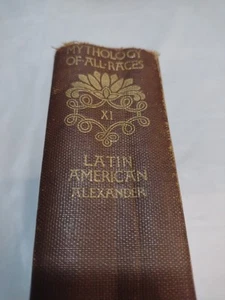 MYTHOLOGY
OF·ALL·RACES
XI
LATIN
AMERICAN
ALEXANDER